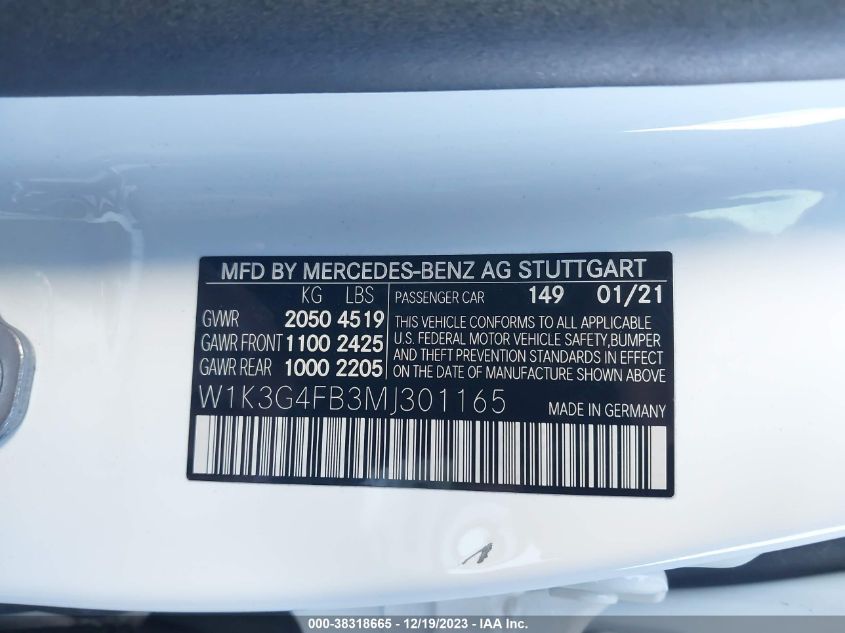 MFD BY MERCEDES-BENZ AG STUTTGART
KG LBS PASSENGER CAR 149 01/21
GVWR 2050 4519
GAWR FRONT 1100 2425
GAWR REAR 1000 2205
THIS VEHICLE CONFORMS TO ALL APPLICABLE
U.S. FEDERAL MOTOR VEHICLE SAFETY,BUMPER
AND THEFT PREVENTION STANDARDS IN EFFECT
ON THE DATE OF MANUFACTURE SHOWN ABOVE
W1K3G4FB3MJ301165 MADE IN GERMANY
000-38318665 - 12/19/2023 - IAA Inc.